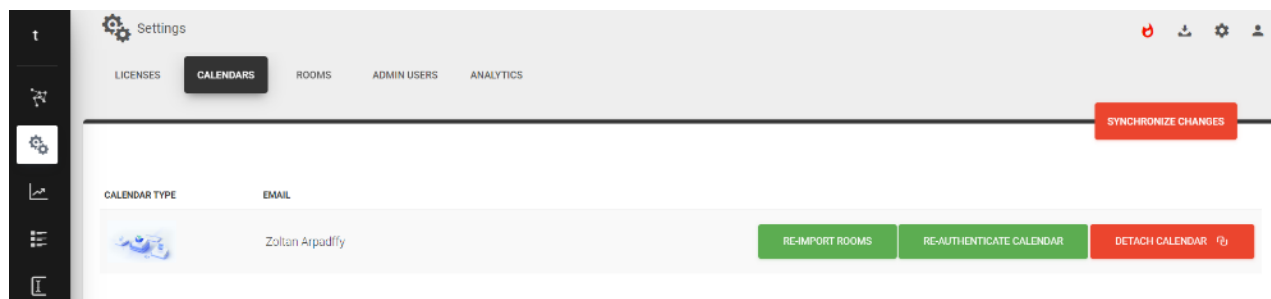 t
Settings
LICENSES CALENDARS ROOMS ADMIN USERS ANALYTICS
SYNCHRONIZE CHANGES
CALENDAR TYPE EMAIL
Zoltan Arpadffy RE-IMPORT ROOMS RE-AUTHENTICATE CALENDAR DETACH CALENDAR